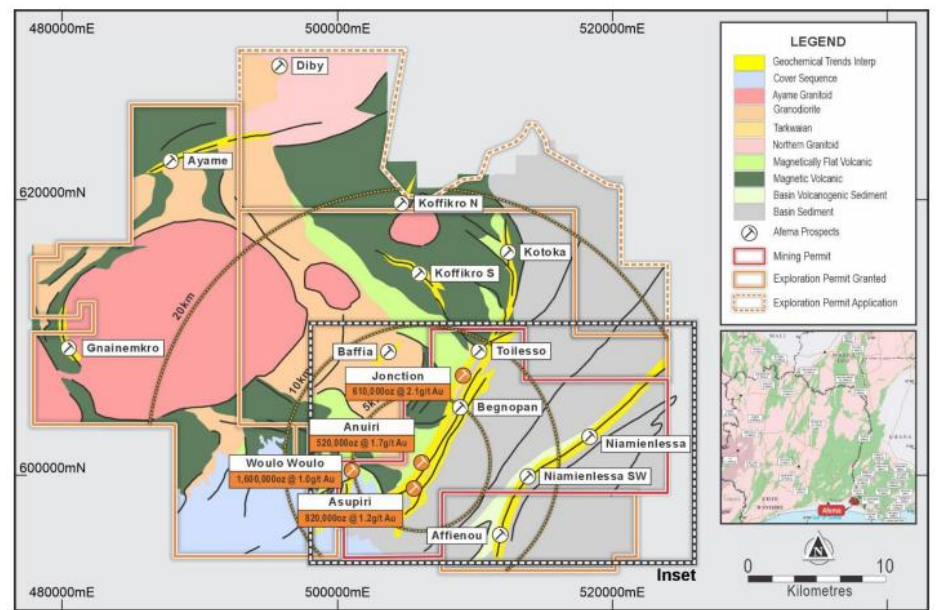 480000mE
500000mE
520000mE
620000mN
600000mN
480000mE
500000mE
520000mE
Diby
Ayame
Koffikro N
Kotoka
Koffikro S
20km
Gnainemkro
Baffia
Toilesso
10km
Jonction
610,000oz @ 2.1g/t Au
5k
Begnopan
Anuiri
520,000oz @ 1.7g/t Au
Niamienlessa
Woulo Woulo
1,600,000oz @ 1.0g/t Au
Niamienlessa SW
Asupiri
820,000oz @ 1.2g/t Au
Affienou
Inset
LEGEND
Geochemical Trends Interp
Cover Sequence
Ayame Granitoid
Granodiorite
Tarkwaian
Northern Granitoid
Magnetically Flat Volcanic
Magnetic Volcanic
Basin Volcanogenic Sediment
Basin Sediment
Afema Prospects
Mining Permit
Exploration Permit Granted
Exploration Permit Application
MALI
GHANA
Afema
N
0
10
Kilometres